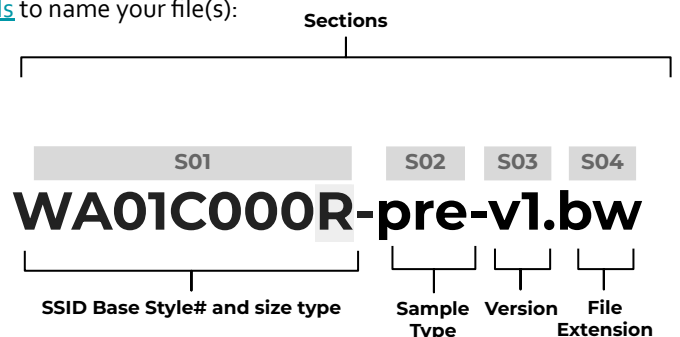 to name your file(s):
Sections
S01 S02 S03 S04
WA01C000R-pre-v1.bw
SSID Base Style# and size type
Sample Type
Version
File Extension